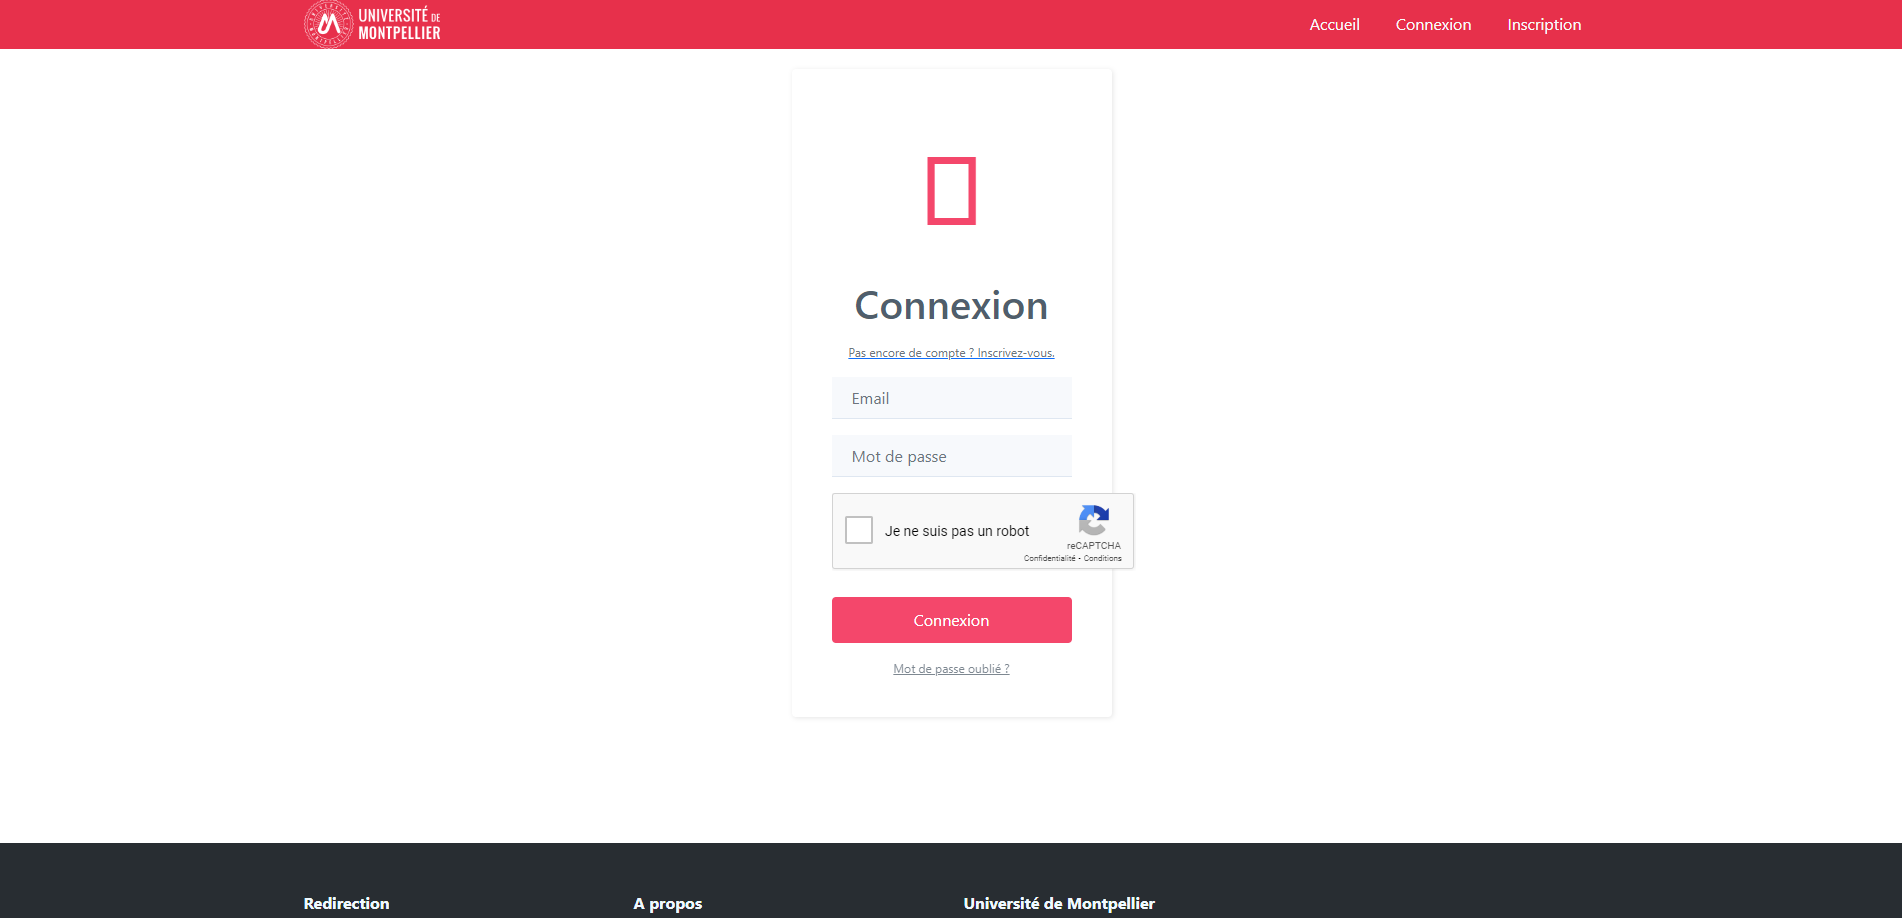 UNIVERSITÉ DE
MONTPELLIER
Accueil
Connexion
Inscription
Connexion
Pas encore de compte ? Inscrivez-vous.
Email
Mot de passe
Je ne suis pas un robot
reCAPTCHA
Confidentialité - Conditions
Connexion
Mot de passe oublié ?
Redirection
A propos
Université de Montpellier